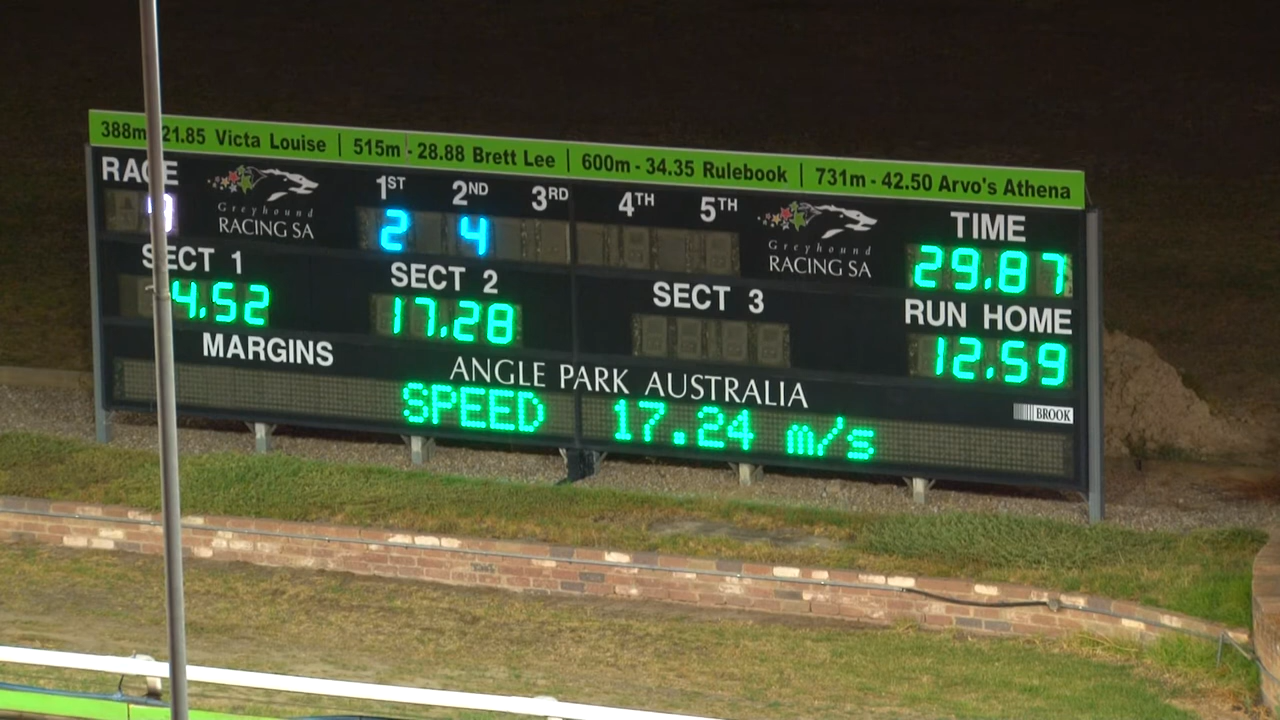 388m 21.85 Victa Louise | 515m - 28.88 Brett Lee | 600m - 34.35 Rulebook | 731m - 42.50 Arvo's Athena
RACE
Greyhound
RACING SA
1ST 2ND 3RD 4TH 5TH
2 4
Greyhound
RACING SA
TIME
29.87
SECT 1
4.52
SECT 2
17.28
SECT 3
RUN HOME
12.59
MARGINS
ANGLE PARK AUSTRALIA
BROOK
SPEED 17.24 m/s